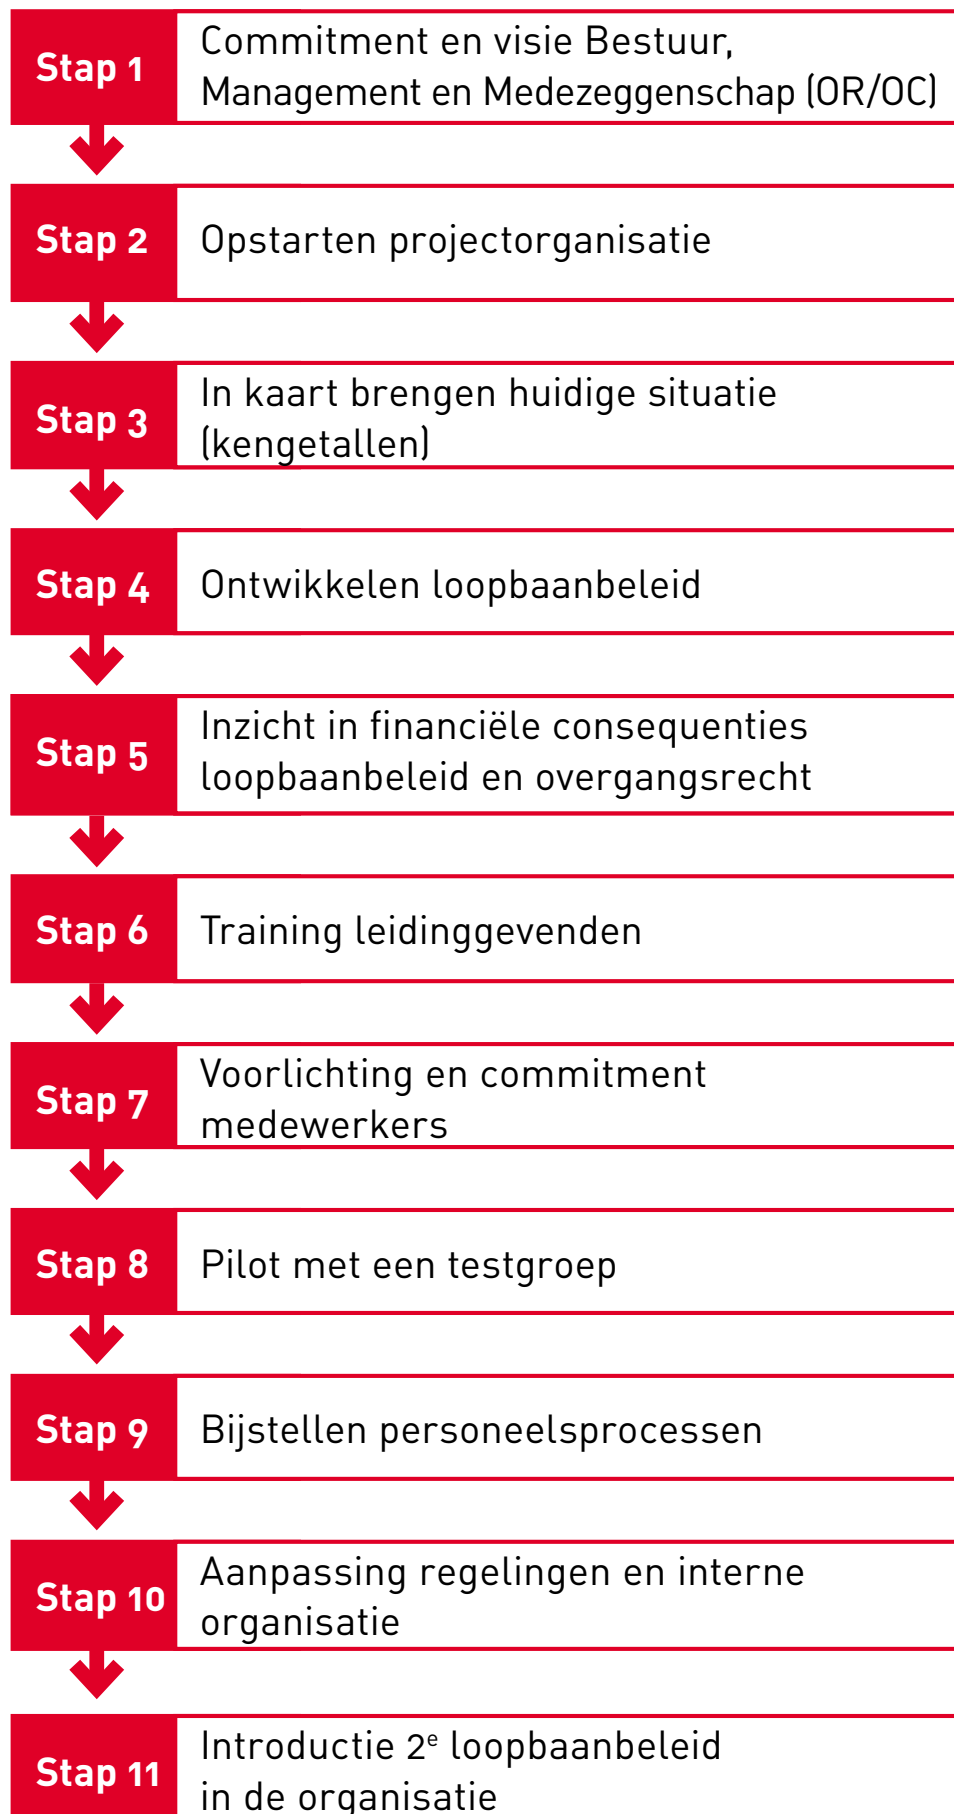 Stap 1
Commitment en visie Bestuur,
Management en Medezeggenschap (OR/OC)
Stap 2
Opstarten projectorganisatie
Stap 3
In kaart brengen huidige situatie
(kengetallen)
Stap 4
Ontwikkelen loopbaanbeleid
Stap 5
Inzicht in financiële consequenties
loopbaanbeleid en overgangsrecht
Stap 6
Training leidinggevenden
Stap 7
Voorlichting en commitment
medewerkers
Stap 8
Pilot met een testgroep
Stap 9
Bijstellen personeelsprocessen
Stap 10
Aanpassing regelingen en interne
organisatie
Stap 11
Introductie 2e loopbaanbeleid
in de organisatie